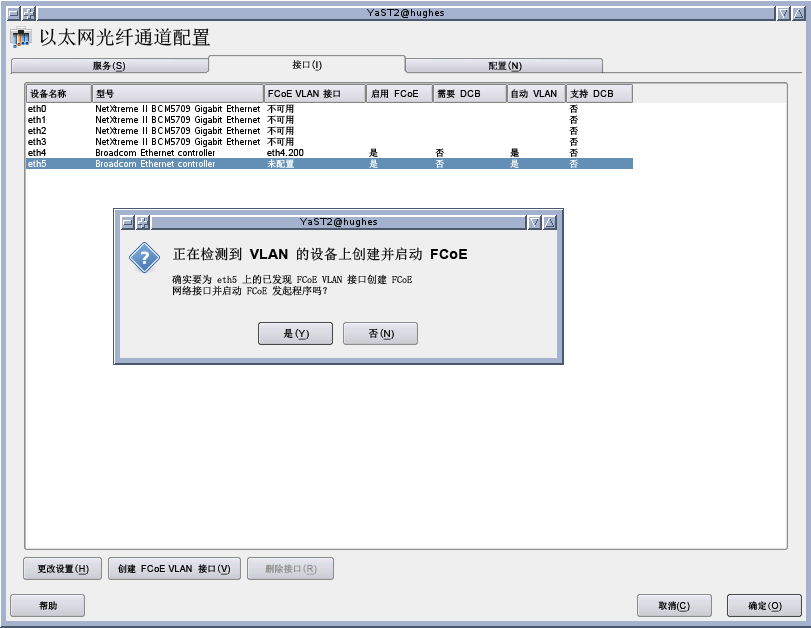 YaST2@hughes
以太网光纤通道配置
服务(S) 接口(I) 配置(N)
设备名称 型号 FCoE VLAN 接口 启用 FCoE 需要 DCB 自动 VLAN 支持 DCB
eth0 NetXtreme II BCM5709 Gigabit Ethernet 不可用 否
eth1 NetXtreme II BCM5709 Gigabit Ethernet 不可用 否
eth2 NetXtreme II BCM5709 Gigabit Ethernet 不可用 否
eth3 NetXtreme II BCM5709 Gigabit Ethernet 不可用 否
eth4 Broadcom Ethernet controller eth4.200 是 否 是 否
eth5 Broadcom Ethernet controller 未配置 是 否 是 否
YaST2@hughes
正在检测到 VLAN 的设备上创建并启动 FCoE
确实要为 eth5 上的已发现 FCoE VLAN 接口创建 FCoE
网络接口并启动 FCoE 发起程序吗?
是(Y) 否(N)
更改设置(H) 创建 FCoE VLAN 接口(V) 删除接口(R)
帮助 取消(C) 确定(O)